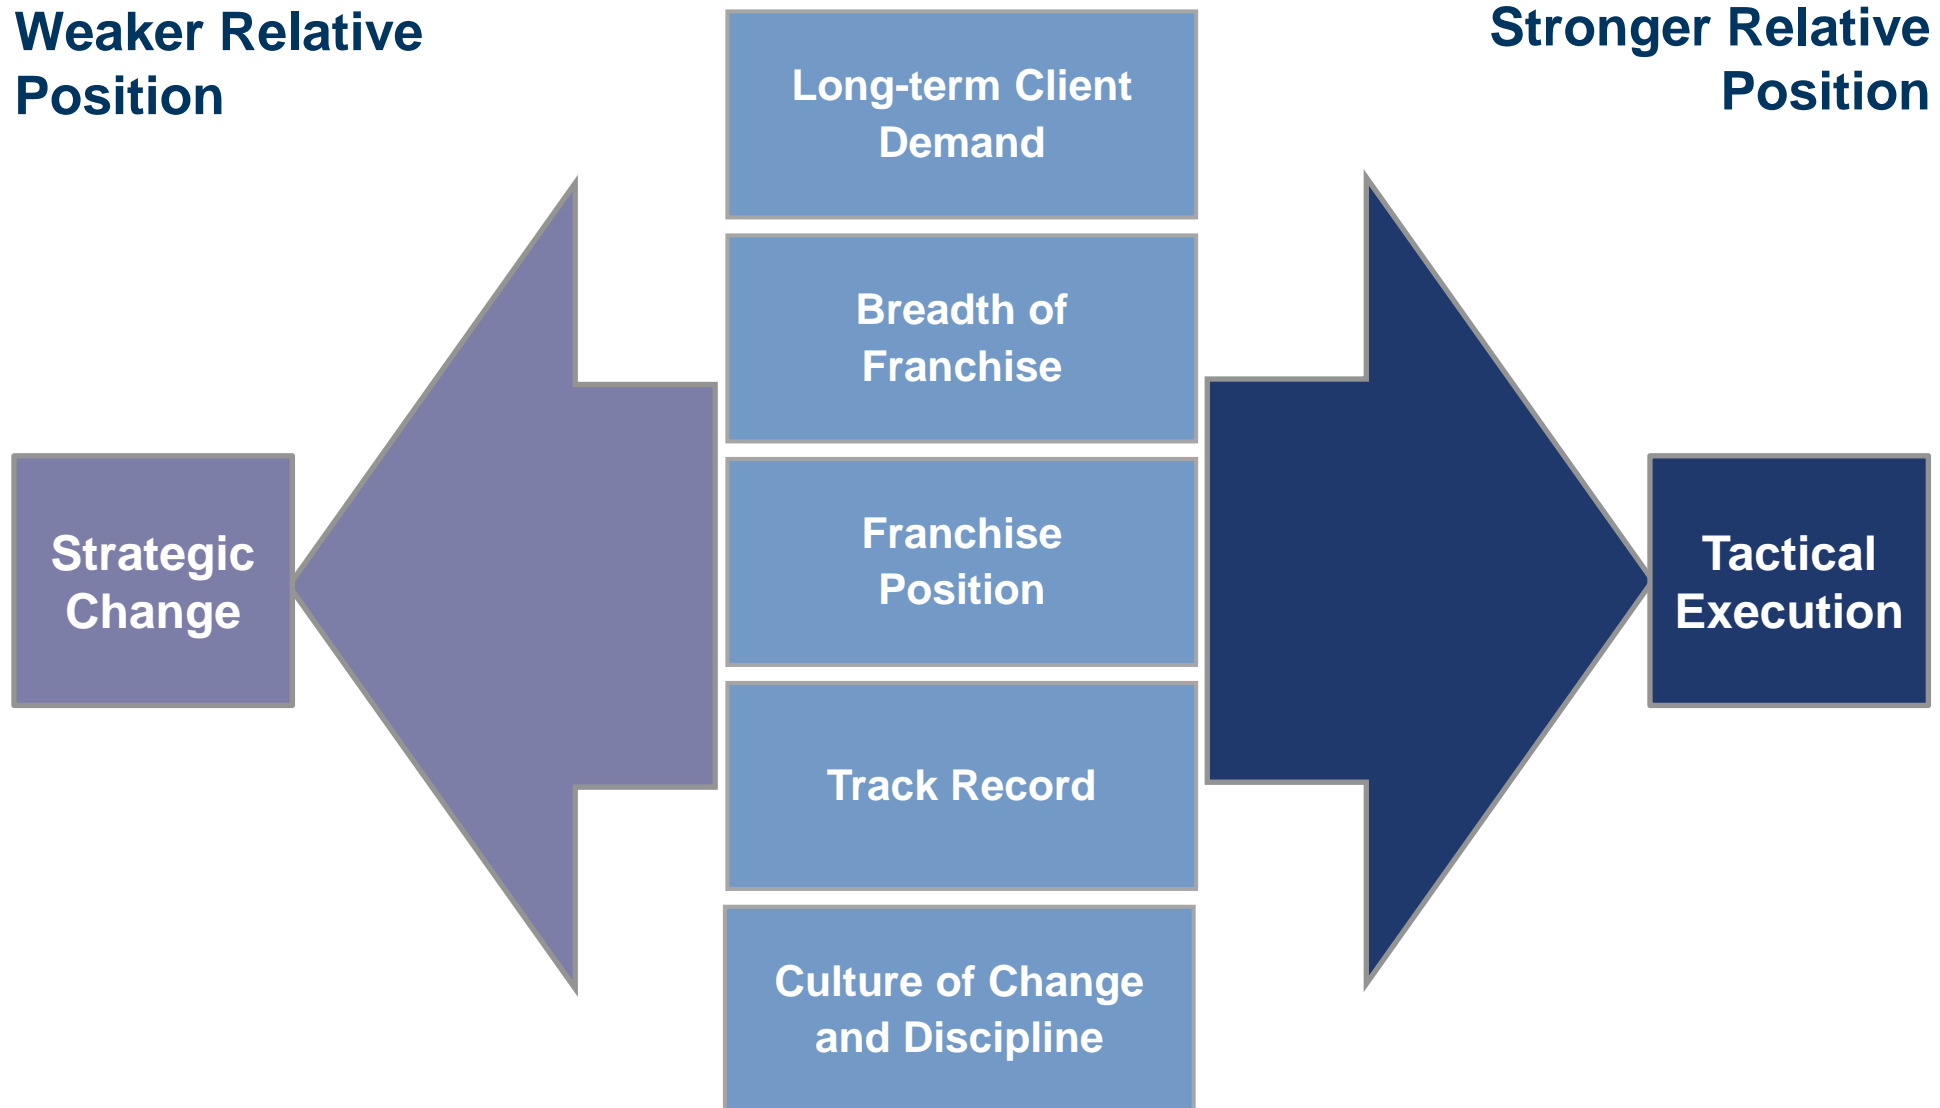 Weaker Relative
Position
Stronger Relative
Position
Long-term Client
Demand
Breadth of
Franchise
Franchise
Position
Track Record
Culture of Change
and Discipline
Strategic
Change
Tactical
Execution